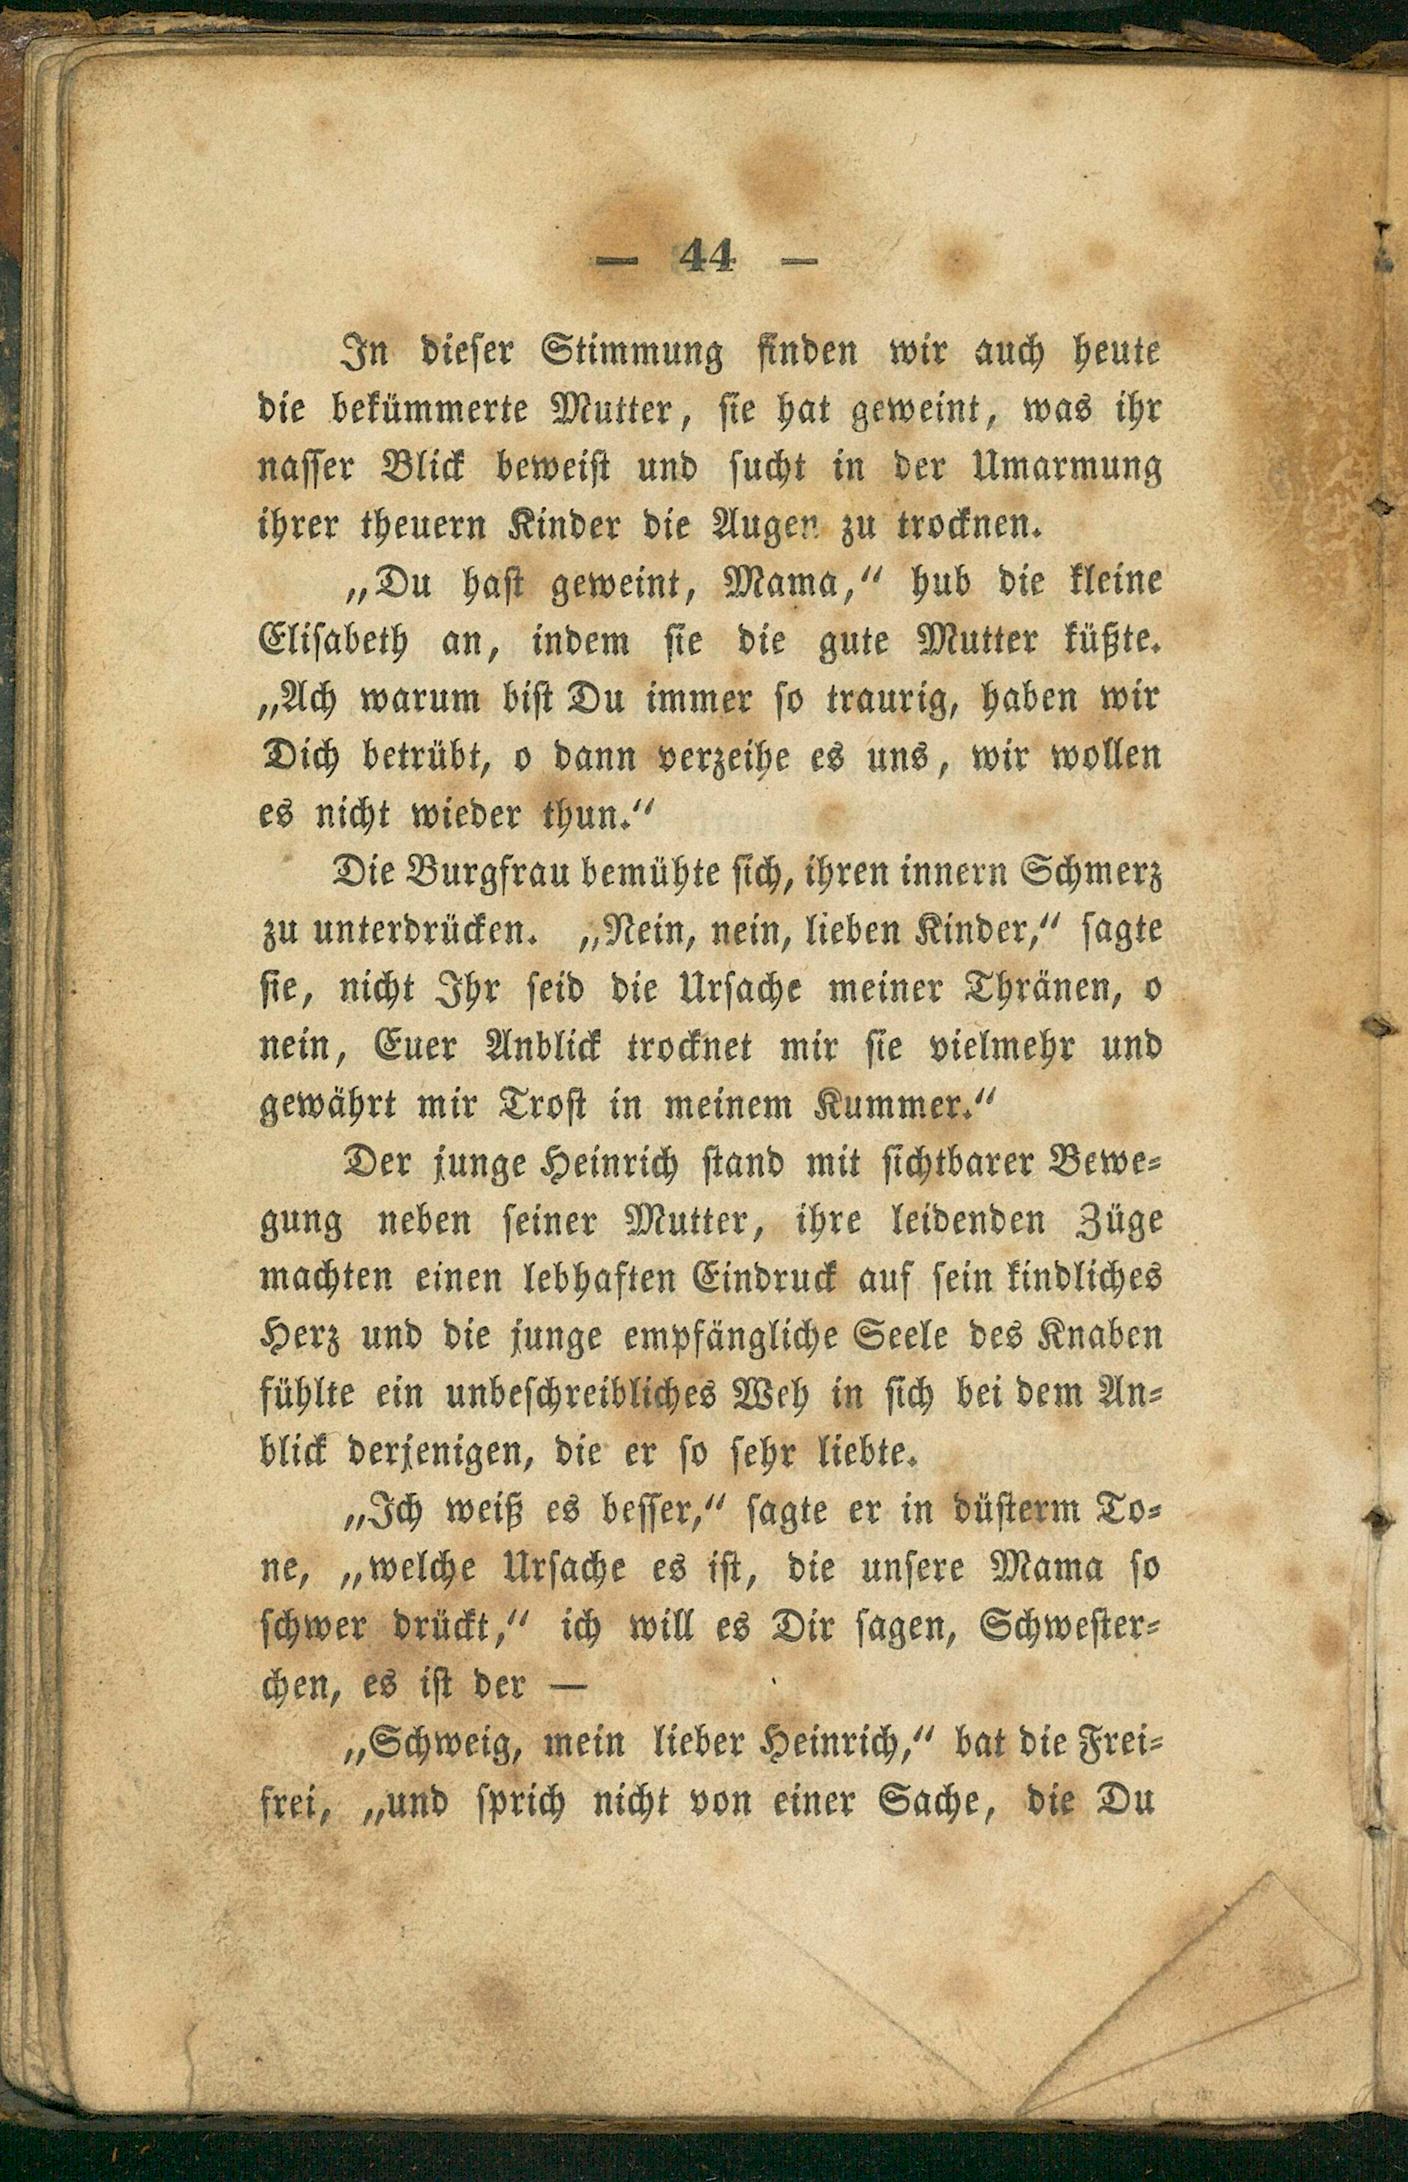 — 44 —
In dieser Stimmung finden wir auch heute
die bekümmerte Mutter, sie hat geweint, was ihr
nasser Blick beweist und sucht in der Umarmung
ihrer theuern Kinder die Augen zu trocknen.
„Du hast geweint, Mama,“ hub die kleine
Elisabeth an, indem sie die gute Mutter küßte.
„Ach warum bist Du immer so traurig, haben wir
Dich betrübt, o dann verzeihe es uns, wir wollen
es nicht wieder thun.“
Die Burgfrau bemühte sich, ihren innern Schmerz
zu unterdrücken. „Nein, nein, lieben Kinder,“ sagte
sie, nicht Ihr seid die Ursache meiner Thränen, o
nein, Euer Anblick trocknet mir sie vielmehr und
gewährt mir Trost in meinem Kummer.“
Der junge Heinrich stand mit sichtbarer Bewe-
gung neben seiner Mutter, ihre leidenden Züge
machten einen lebhaften Eindruck auf sein kindliches
Herz und die junge empfängliche Seele des Knaben
fühlte ein unbeschreibliches Weh in sich bei dem An-
blick derjenigen, die er so sehr liebte.
„Ich weiß es besser,“ sagte er in düsterm To-
ne, „welche Ursache es ist, die unsere Mama so
schwer drückt,“ ich will es Dir sagen, Schwester-
chen, es ist der —
„Schweig, mein lieber Heinrich,“ bat die Frei-
frei, „und sprich nicht von einer Sache, die Du